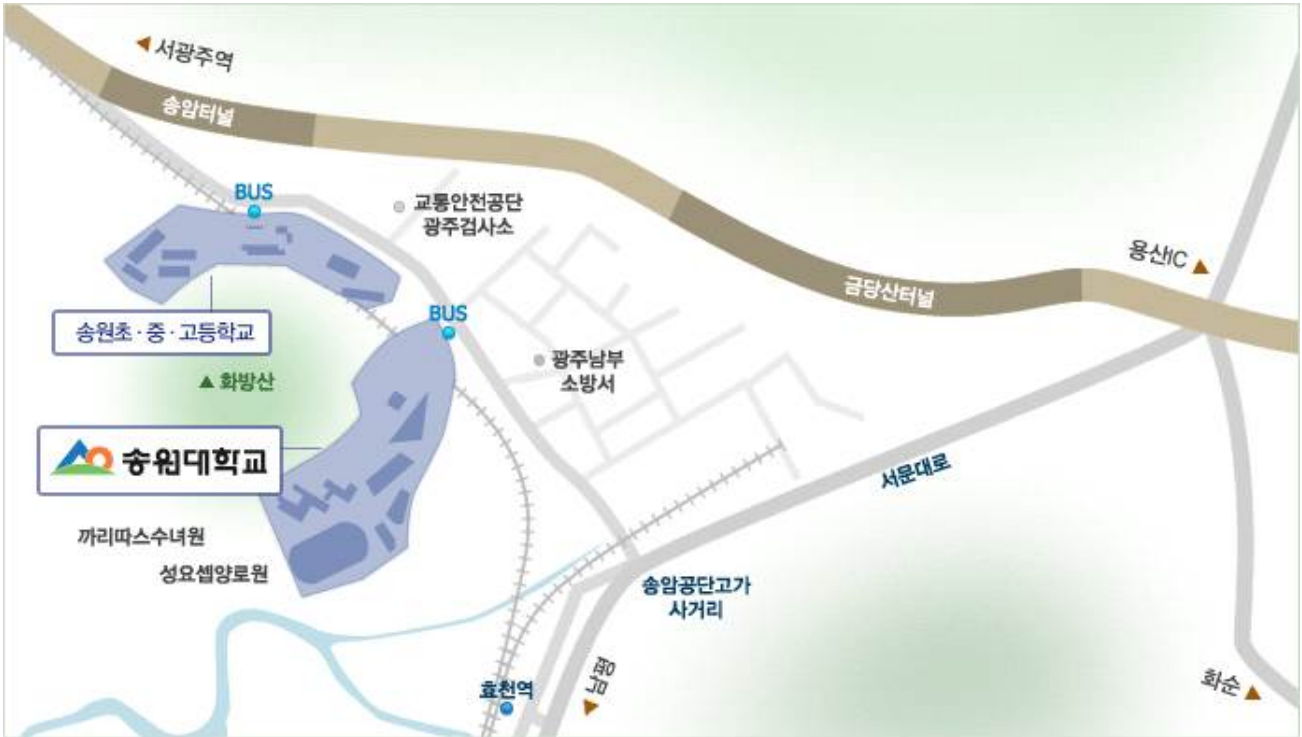 서광주역
송암터널
BUS
교통안전공단
광주검사소
용산IC
금당산터널
BUS
송원초·중·고등학교
광주남부
소방서
화방산
송원대학교
서문대로
까리따스수녀원
성요셉양로원
송암공단고가
사거리
효천역
남평
화순